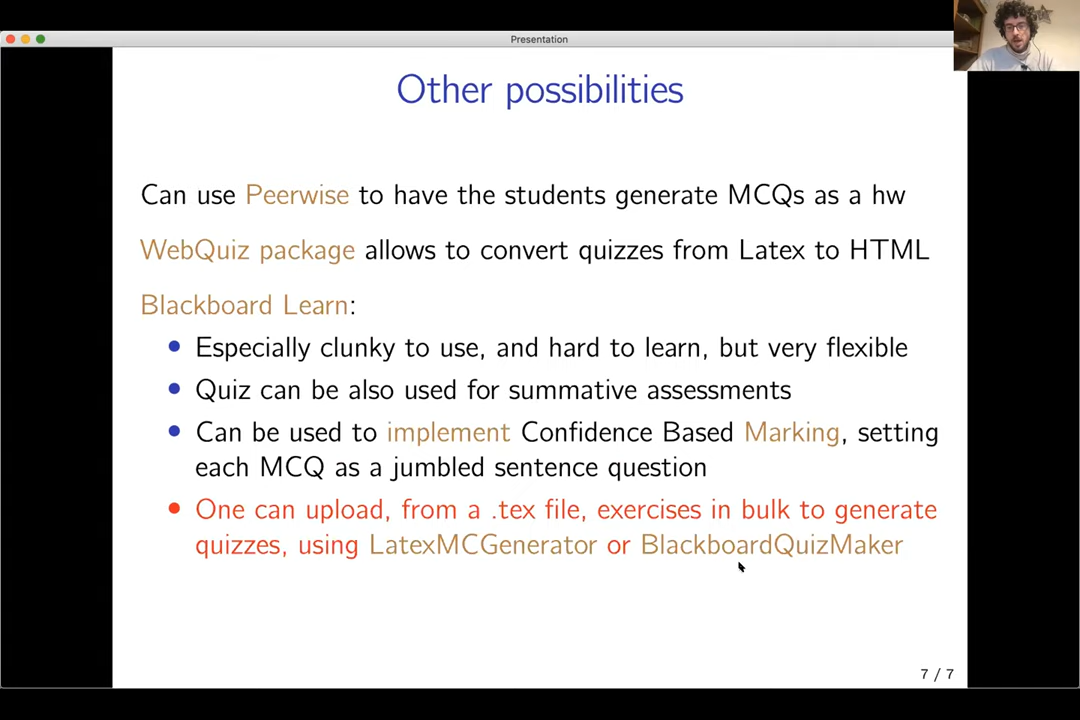 Presentation
Other possibilities
Can use Peerwise to have the students generate MCQs as a hw
WebQuiz package allows to convert quizzes from Latex to HTML
Blackboard Learn:
• Especially clunky to use, and hard to learn, but very flexible
• Quiz can be also used for summative assessments
• Can be used to implement Confidence Based Marking, setting
each MCQ as a jumbled sentence question
• One can upload, from a .tex file, exercises in bulk to generate
quizzes, using LatexMCGenerator or BlackboardQuizMaker
7 / 7